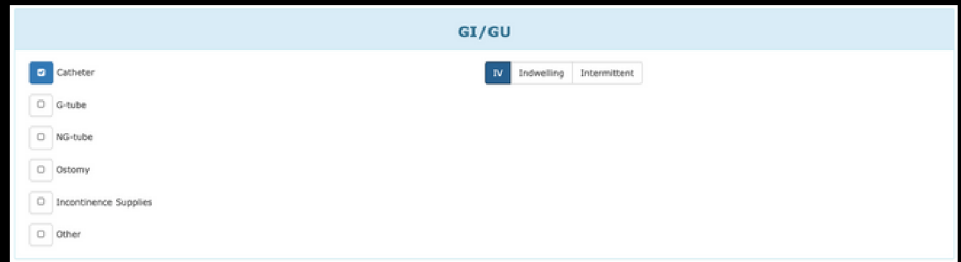 GI/GU
Catheter IV Indwelling Intermittent
G-tube
NG-tube
Ostomy
Incontinence Supplies
Other